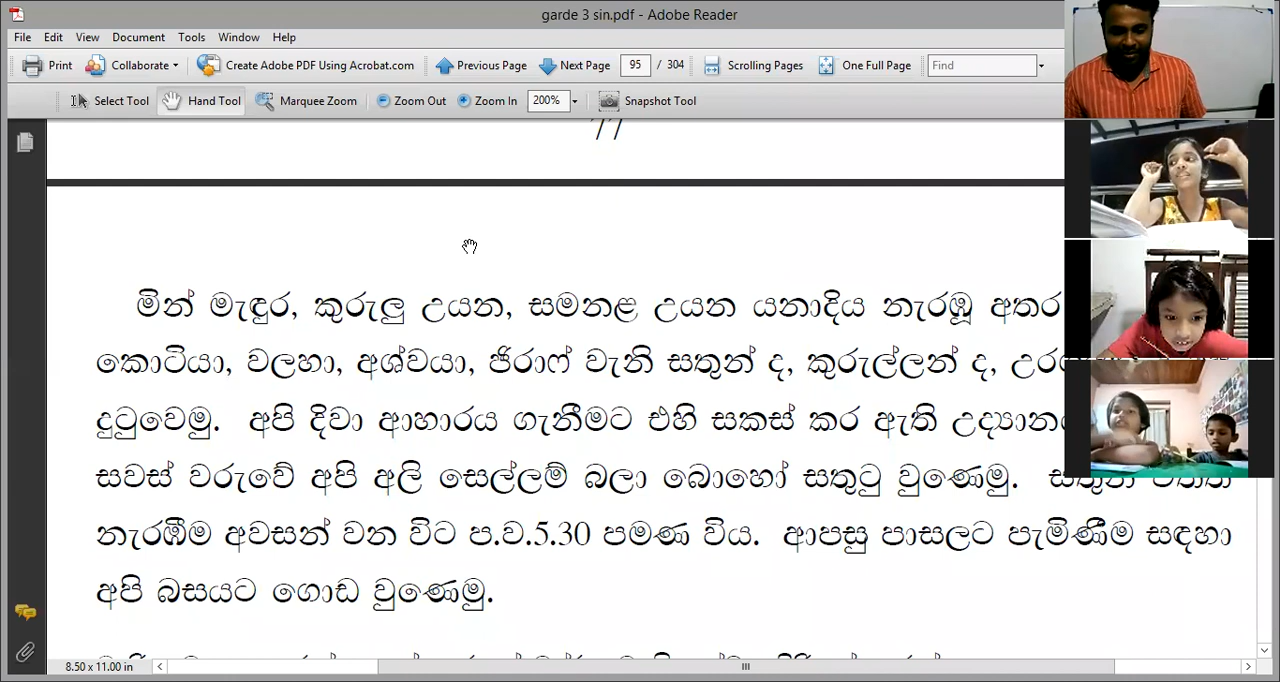 garde 3 sin.pdf - Adobe Reader
File Edit View Document Tools Window Help
Print Collaborate Create Adobe PDF Using Acrobat.com Previous Page Next Page 95 / 304 Scrolling Pages One Full Page Find
Select Tool Hand Tool Marquee Zoom Zoom Out Zoom In 200% Snapshot Tool
77
මින් මැඳුර, කුරුලු උයන, සමනළ උයන යනාදිය නැරඹූ අතර
කොටියා, වලහා, අශ්වයා, ජිරාෆ් වැනි සතුන් ද, කුරුල්ලන් ද,
දුටුවෙමු. අපි දිවා ආහාරය ගැනීමට එහි සකස් කර ඇති
සවස් වරුවේ අපි අලි සෙල්ලම් බලා බොහෝ සතුටු වුණෙමු.
නැරඹීම අවසන් වන විට ප.ව.5.30 පමණ විය. ආපසු පාසලට පැමිණීම සඳහා
අපි බසයට ගොඩ වුණෙමු.
8.50 x 11.00 in